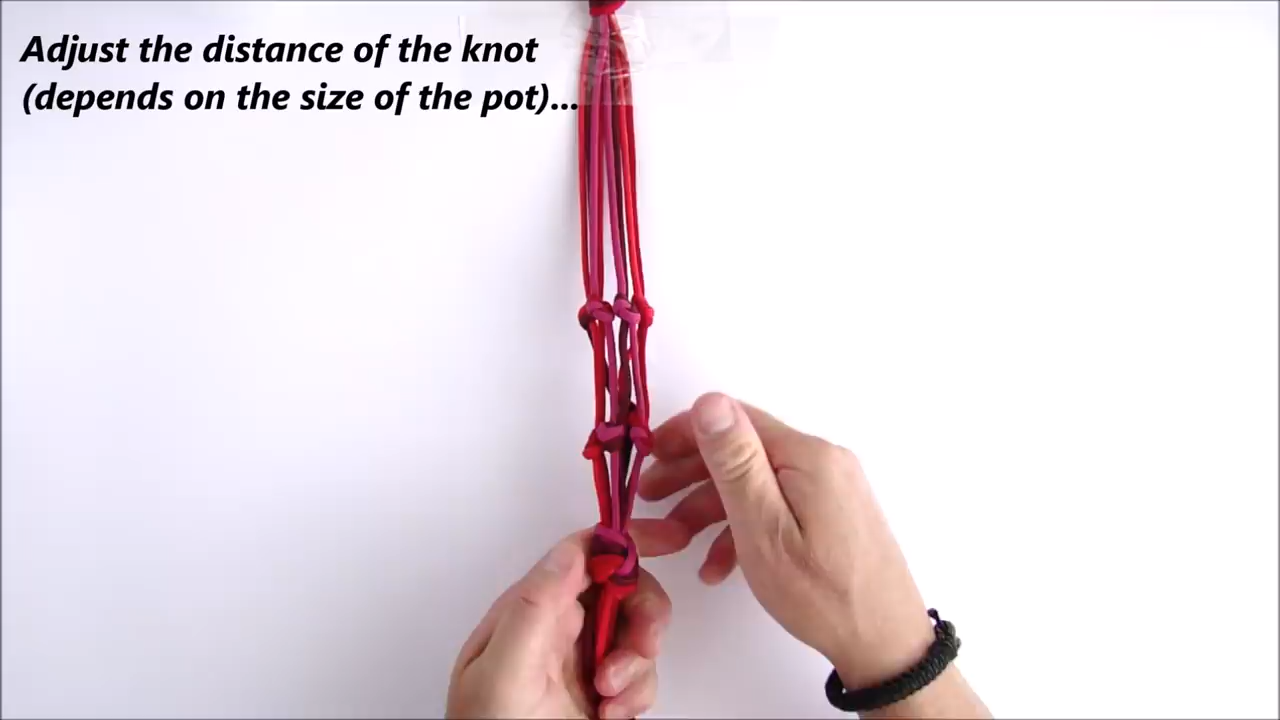 Adjust the distance of the knot
(depends on the size of the pot)...